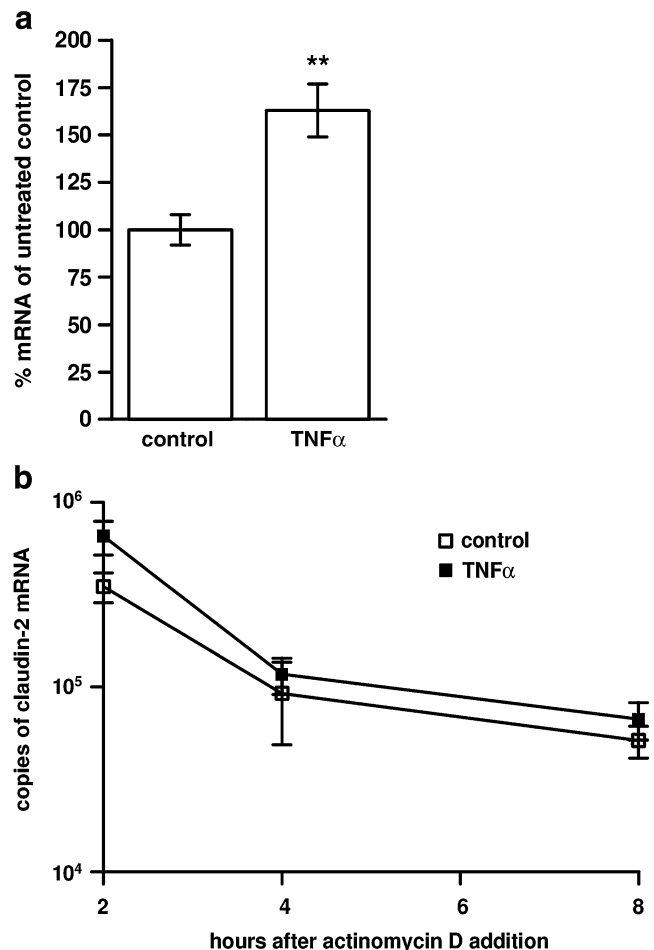 a
% mRNA of untreated control
200
175
150
125
100
75
50
25
0
**
control TNFα
b
copies of claudin-2 mRNA
10⁶
10⁵
10⁴
control
TNFα
2 4 6 8
hours after actinomycin D addition